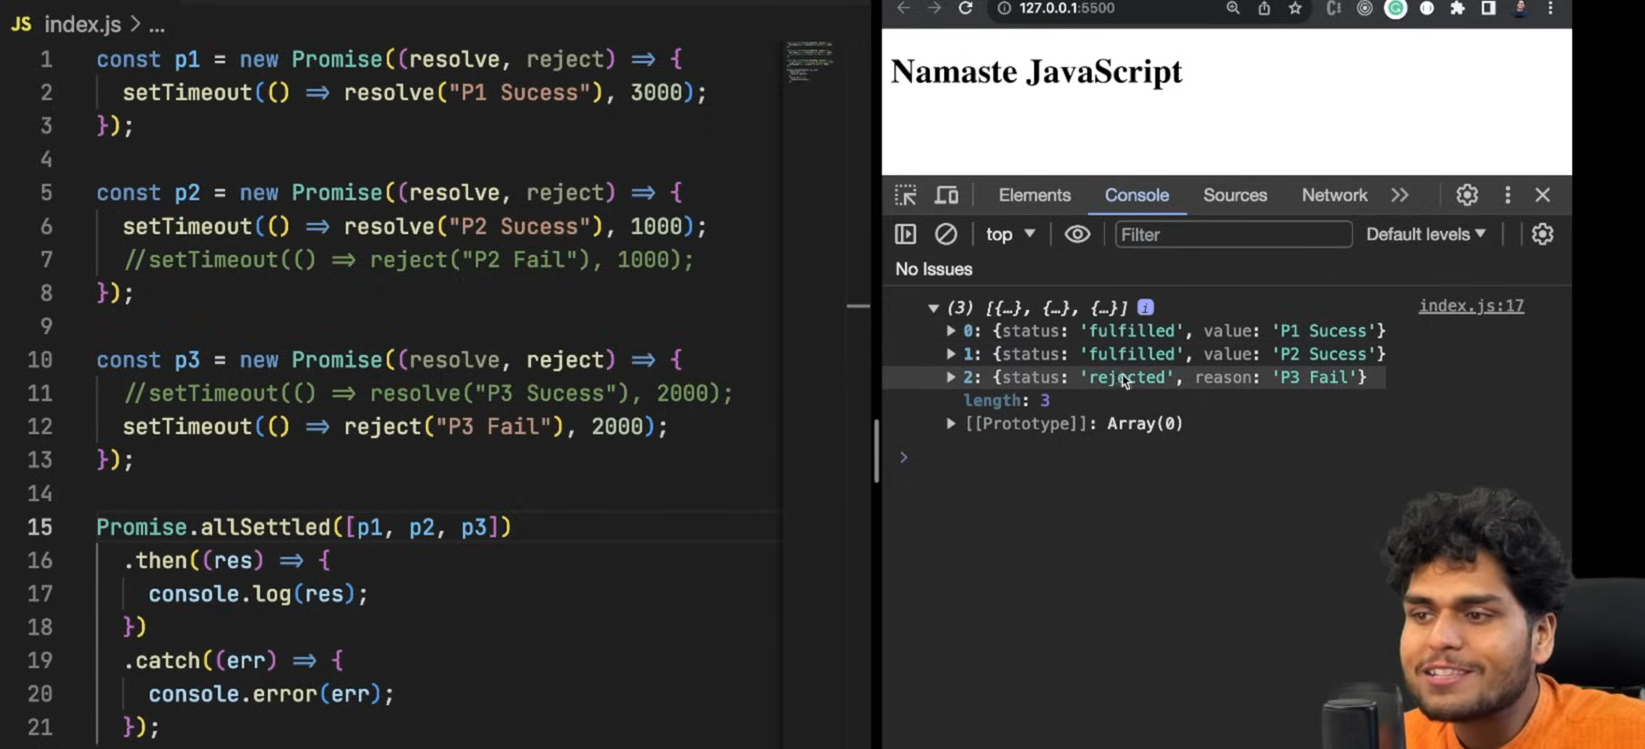 JS index.js > ...
1 const p1 = new Promise((resolve, reject) => {
2 setTimeout(() => resolve("P1 Sucess"), 3000);
3 });
4
5 const p2 = new Promise((resolve, reject) => {
6 setTimeout(() => resolve("P2 Sucess"), 1000);
7 //setTimeout(() => reject("P2 Fail"), 1000);
8 });
9
10 const p3 = new Promise((resolve, reject) => {
11 //setTimeout(() => resolve("P3 Sucess"), 2000);
12 setTimeout(() => reject("P3 Fail"), 2000);
13 });
14
15 Promise.allSettled([p1, p2, p3])
16 .then((res) => {
17 console.log(res);
18 })
19 .catch((err) => {
20 console.error(err);
21 });
127.0.0.1:5500
Namaste JavaScript
Elements Console Sources Network >>
top Filter Default levels
No Issues
(3) [{…}, {…}, {…}] i index.js:17
0: {status: 'fulfilled', value: 'P1 Sucess'}
1: {status: 'fulfilled', value: 'P2 Sucess'}
2: {status: 'rejected', reason: 'P3 Fail'}
length: 3
[[Prototype]]: Array(0)
>